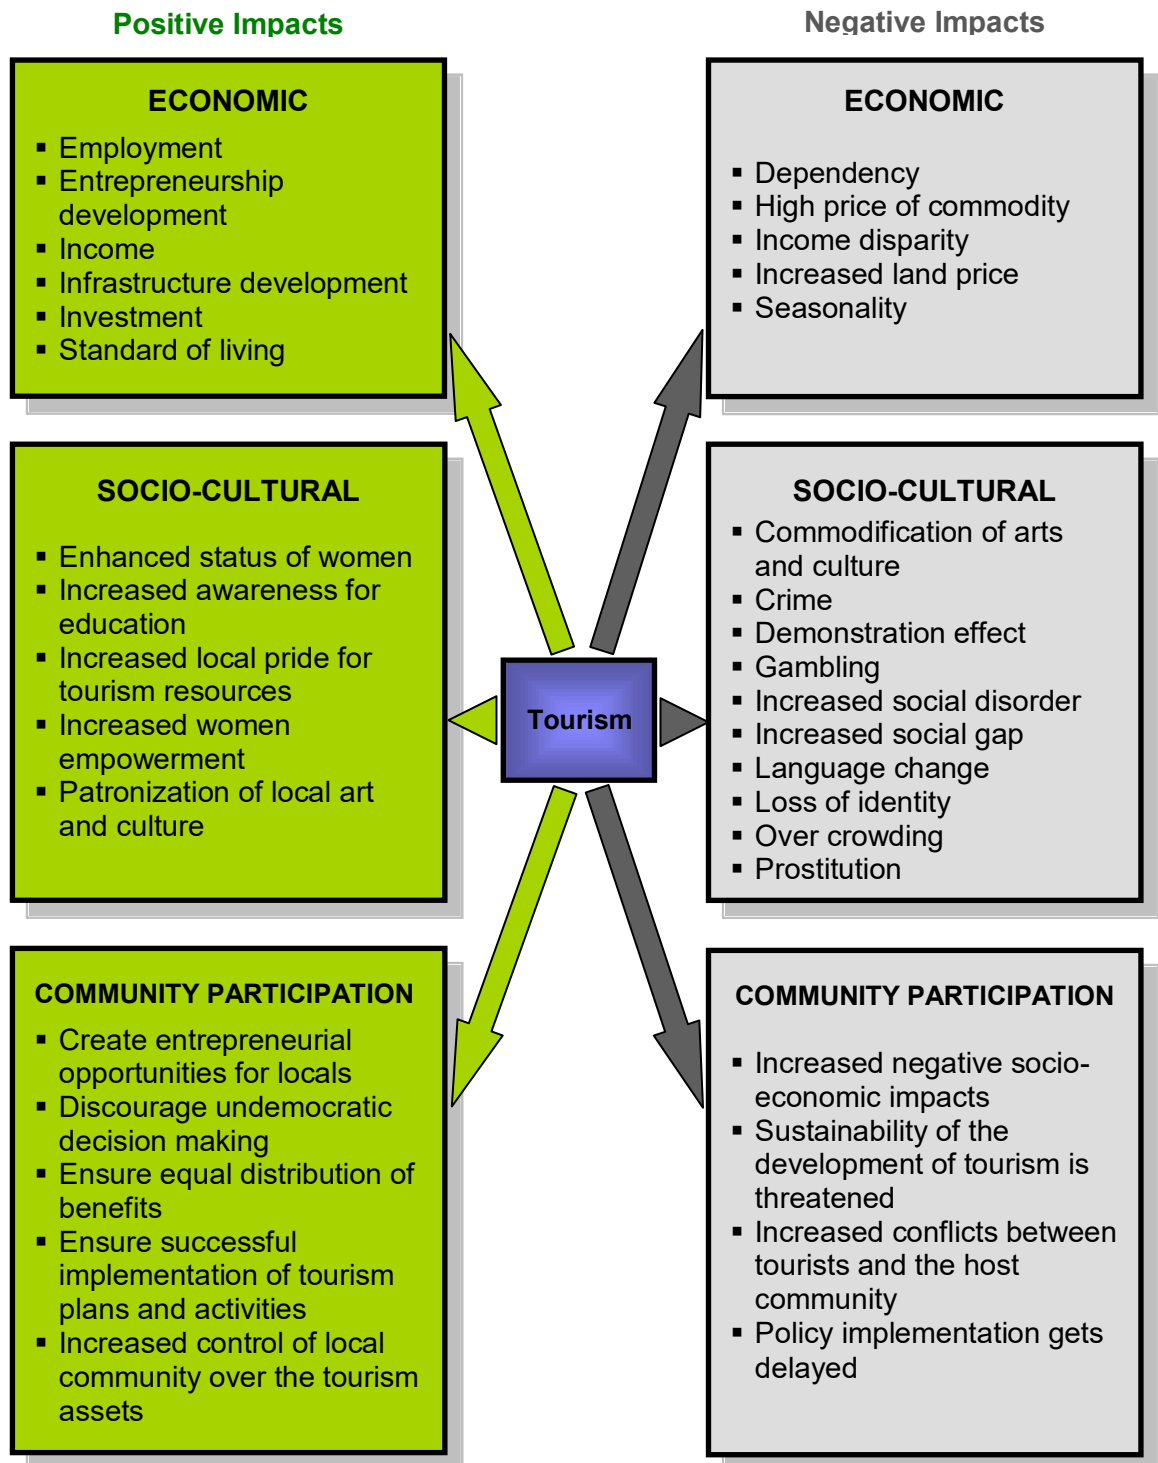 Positive Impacts
Negative Impacts
ECONOMIC
▪ Employment
▪ Entrepreneurship
development
▪ Income
▪ Infrastructure development
▪ Investment
▪ Standard of living
ECONOMIC
▪ Dependency
▪ High price of commodity
▪ Income disparity
▪ Increased land price
▪ Seasonality
SOCIO-CULTURAL
▪ Enhanced status of women
▪ Increased awareness for
education
▪ Increased local pride for
tourism resources
▪ Increased women
empowerment
▪ Patronization of local art
and culture
Tourism
SOCIO-CULTURAL
▪ Commodification of arts
and culture
▪ Crime
▪ Demonstration effect
▪ Gambling
▪ Increased social disorder
▪ Increased social gap
▪ Language change
▪ Loss of identity
▪ Over crowding
▪ Prostitution
COMMUNITY PARTICIPATION
▪ Create entrepreneurial
opportunities for locals
▪ Discourage undemocratic
decision making
▪ Ensure equal distribution of
benefits
▪ Ensure successful
implementation of tourism
plans and activities
▪ Increased control of local
community over the tourism
assets
COMMUNITY PARTICIPATION
▪ Increased negative socio-
economic impacts
▪ Sustainability of the
development of tourism is
threatened
▪ Increased conflicts between
tourists and the host
community
▪ Policy implementation gets
delayed